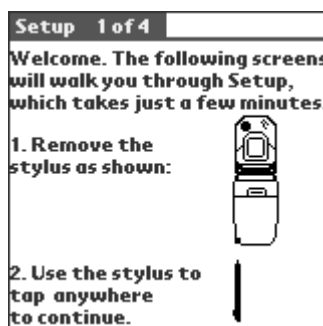 Setup 1 of 4
Welcome. The following screens
will walk you through Setup,
which takes just a few minutes.
1. Remove the
stylus as shown:
2. Use the stylus to
tap anywhere
to continue.